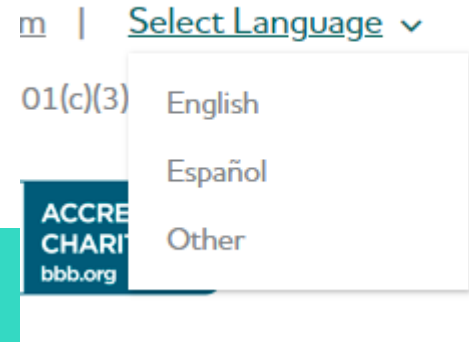 m | Select Language
01(c)(3)
English
Español
Other
ACCRE
CHARI
bbb.org